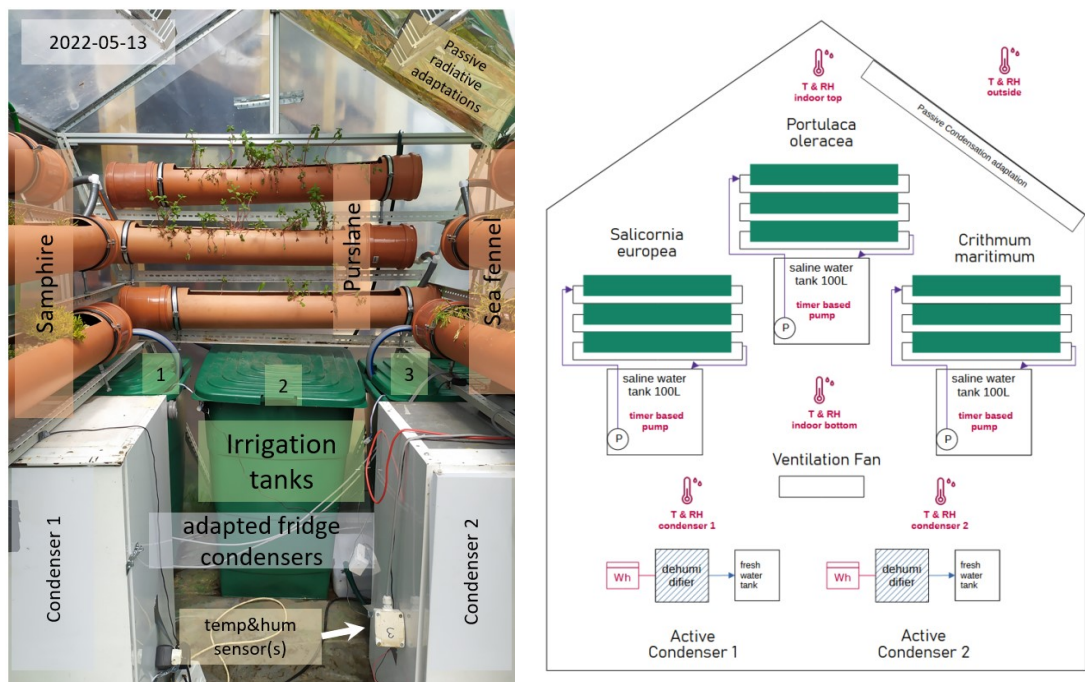 2022-05-13
Passive
radiative
adaptations
Samphire
Purslane
Sea fennel
1
2
3
Irrigation
tanks
adapted fridge
condensers
Condenser 1
Condenser 2
temp&hum
sensor(s)
3
T & RH
indoor top
T & RH
outside
Passive Condensation adaptation
Portulaca
oleracea
Salicornia
europea
Crithmum
maritimum
saline water
tank 100L
timer based
pump
P
saline water
tank 100L
timer based
pump
P
saline water
tank 100L
timer based
pump
P
T & RH
indoor bottom
Ventilation Fan
T & RH
condenser 1
T & RH
condenser 2
Wh
dehumi
difier
fresh
water
tank
Wh
dehumi
difier
fresh
water
tank
Active
Condenser 1
Active
Condenser 2